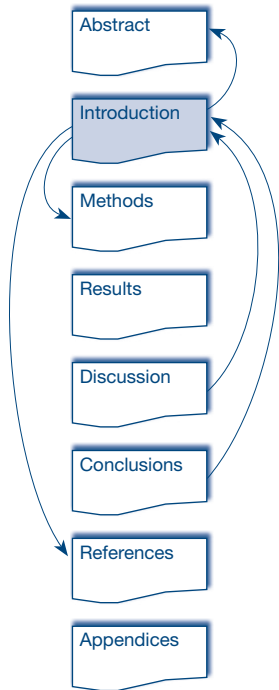 Abstract
Introduction
Methods
Results
Discussion
Conclusions
References
Appendices